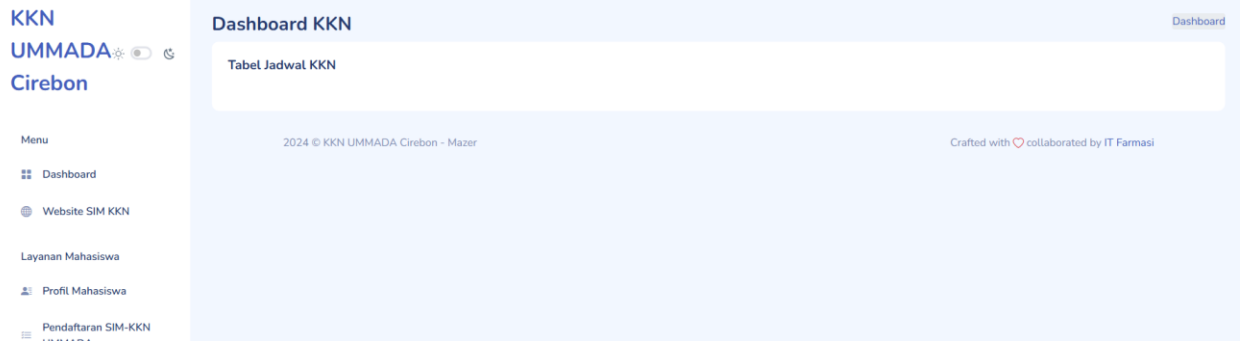 KKN
UMMADA
Cirebon
Menu
Dashboard
Website SIM KKN
Layanan Mahasiswa
Profil Mahasiswa
Pendaftaran SIM-KKN
UMMADA
Dashboard KKN
Dashboard
Tabel Jadwal KKN
2024 © KKN UMMADA Cirebon - Mazer
Crafted with ♡ collaborated by IT Farmasi